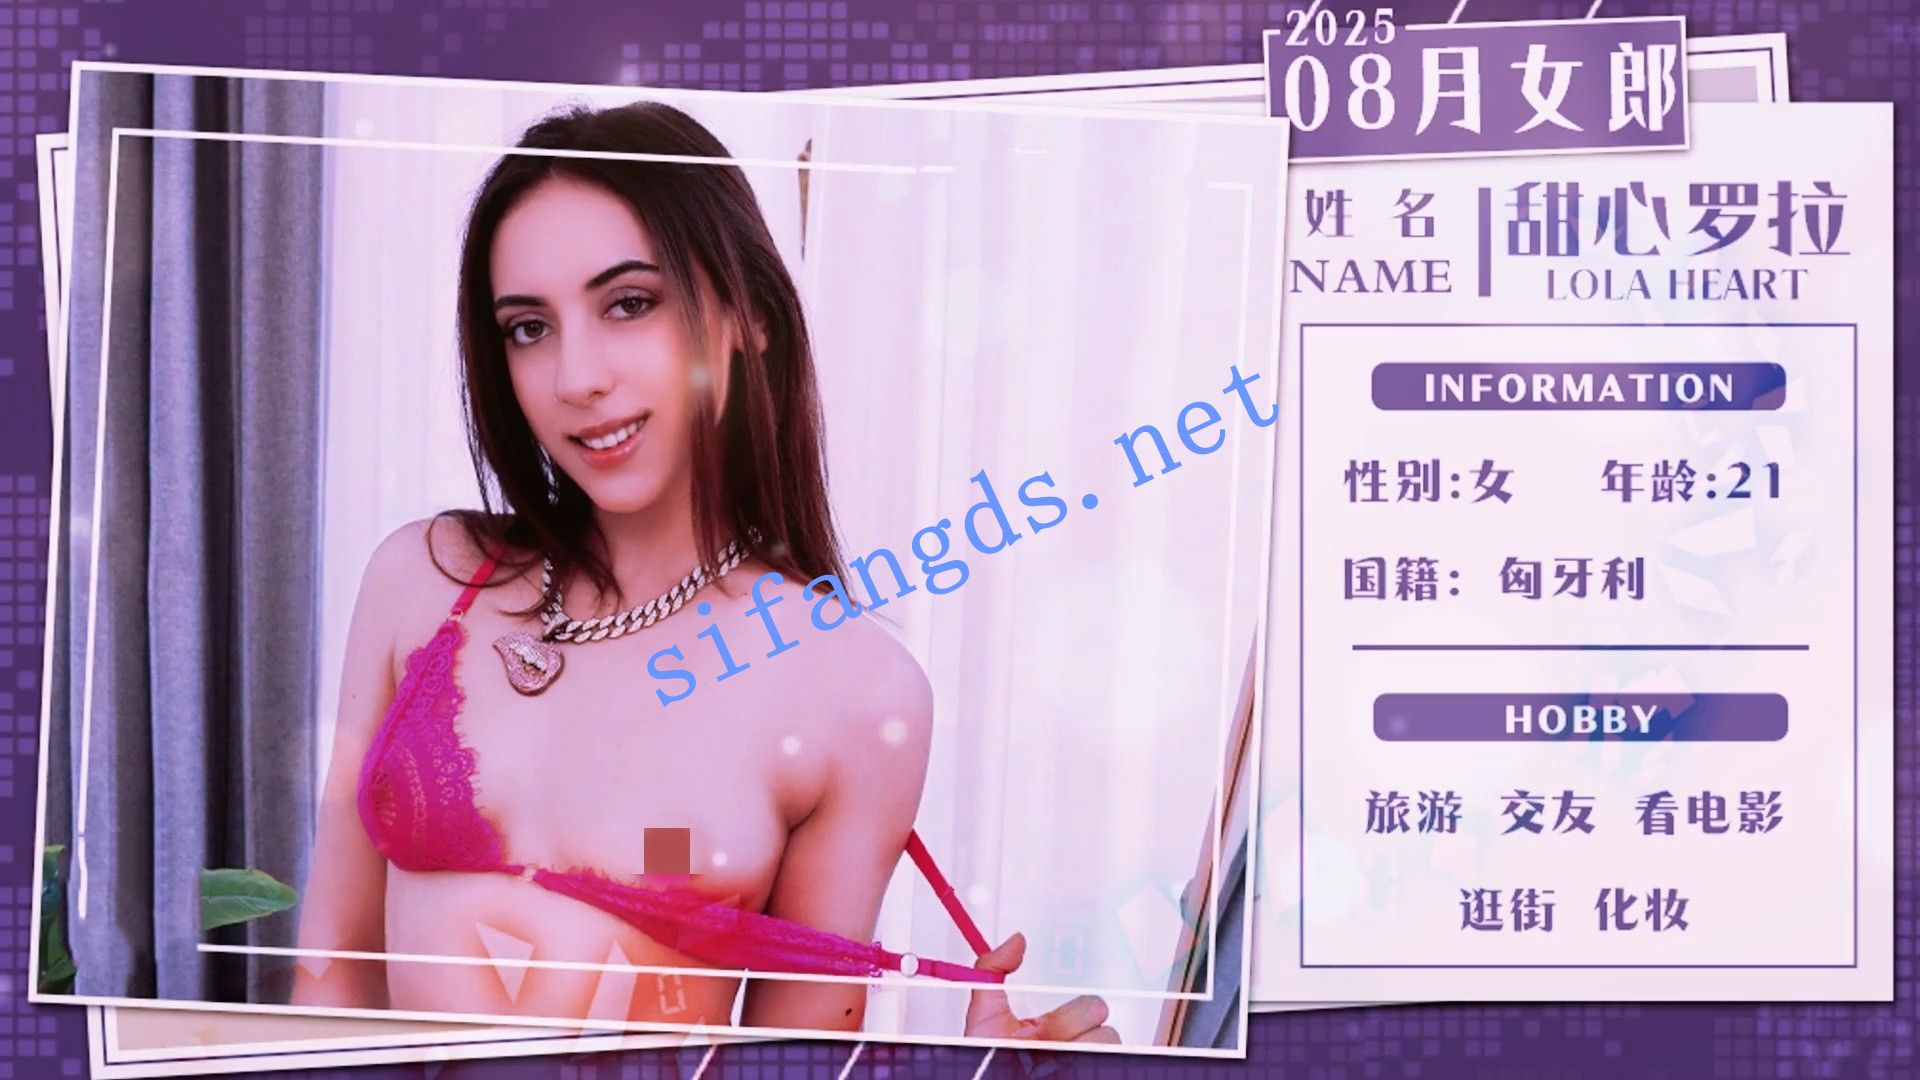 2025
08月女郎
姓名 甜心罗拉
NAME LOLA HEART
INFORMATION
性别:女 年龄:21
国籍: 匈牙利
HOBBY
旅游 交友 看电影
逛街 化妆
sifangds.net